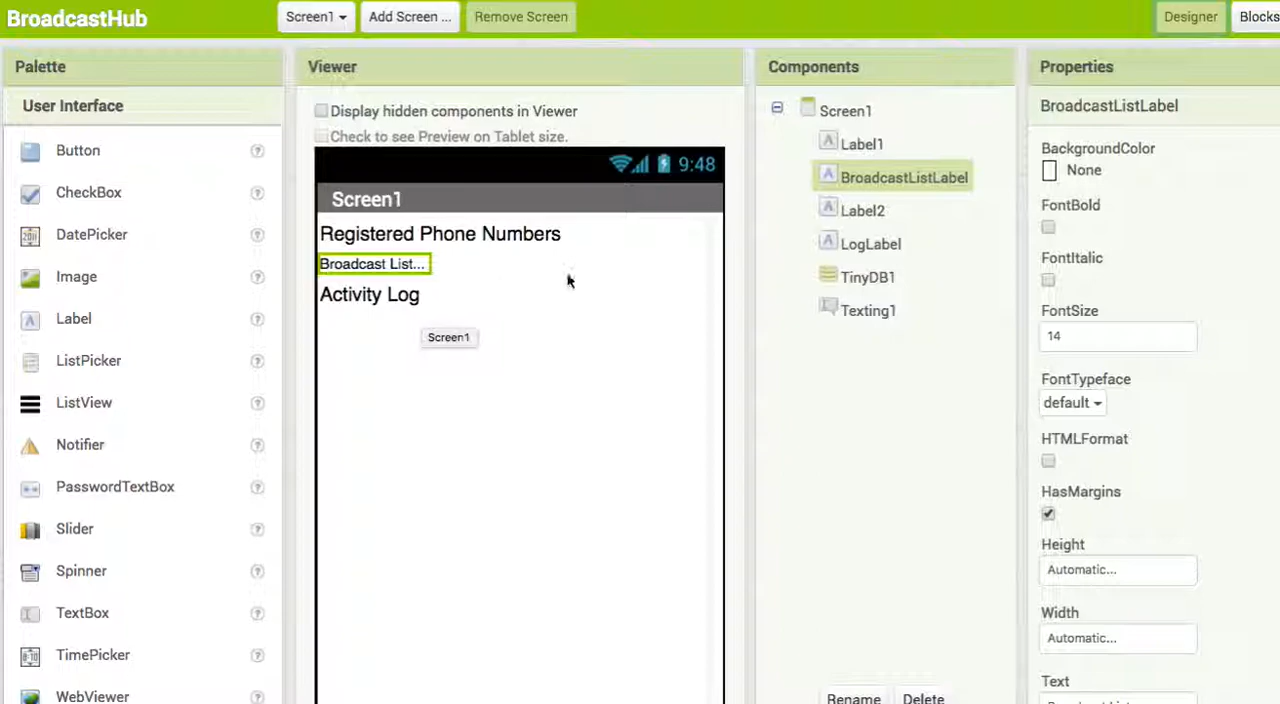 BroadcastHub
Screen1
Add Screen ...
Remove Screen
Designer
Blocks
Palette
User Interface
Button
CheckBox
DatePicker
Image
Label
ListPicker
ListView
Notifier
PasswordTextBox
Slider
Spinner
TextBox
TimePicker
WebViewer
Viewer
Display hidden components in Viewer
Check to see Preview on Tablet size.
9:48
Screen1
Registered Phone Numbers
Broadcast List...
Activity Log
Screen1
Components
Screen1
Label1
BroadcastListLabel
Label2
LogLabel
TinyDB1
Texting1
Rename
Delete
Properties
BroadcastListLabel
BackgroundColor
None
FontBold
FontItalic
FontSize
14
FontTypeface
default
HTMLFormat
HasMargins
Height
Automatic...
Width
Automatic...
Text